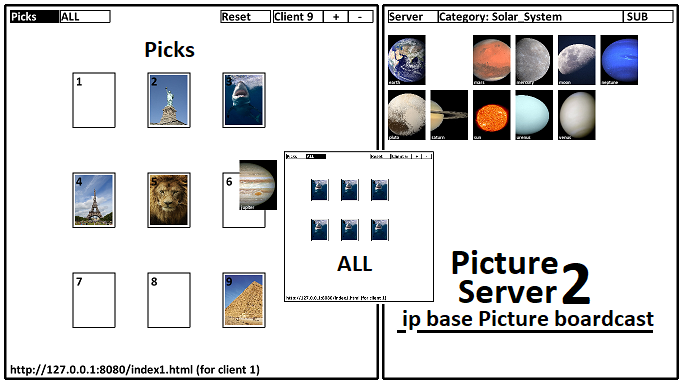 Picks ALL Reset Client 9 + -
Picks
1 2 3
4 5 6
jupiter
7 8 9
http://127.0.0.1:8080/index1.html (for client 1)
Picks ALL Reset Client 6 + -
ALL
http://127.0.0.1:8080/index1.html (for client 1)
Server Category: Solar_System SUB
earth mars mercury moon neptune
pluto saturn sun urenus venus
Picture
Server 2
ip base Picture boardcast